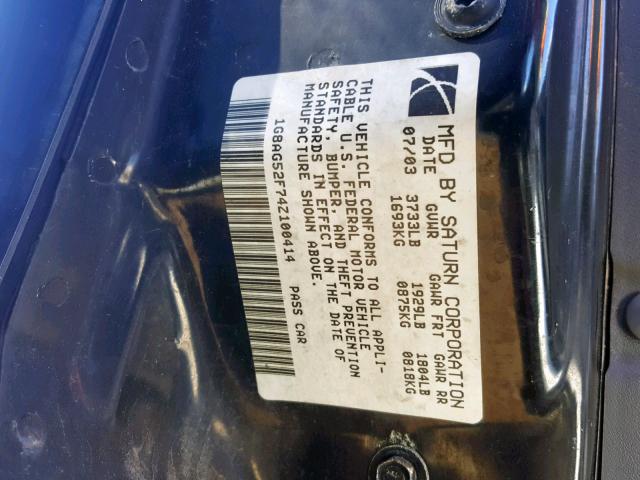 MFD BY SATURN CORPORATION
DATE GVWR GAWR FRT GAWR RR
07/03 3733LB 1929LB 1804LB
1693KG 0875KG 0818KG
THIS VEHICLE CONFORMS TO ALL APPLI-
CABLE U.S. FEDERAL MOTOR VEHICLE
SAFETY, BUMPER, AND THEFT PREVENTION
STANDARDS IN EFFECT ON THE DATE OF
MANUFACTURE SHOWN ABOVE.
1G8AG52F74Z100414 PASS CAR